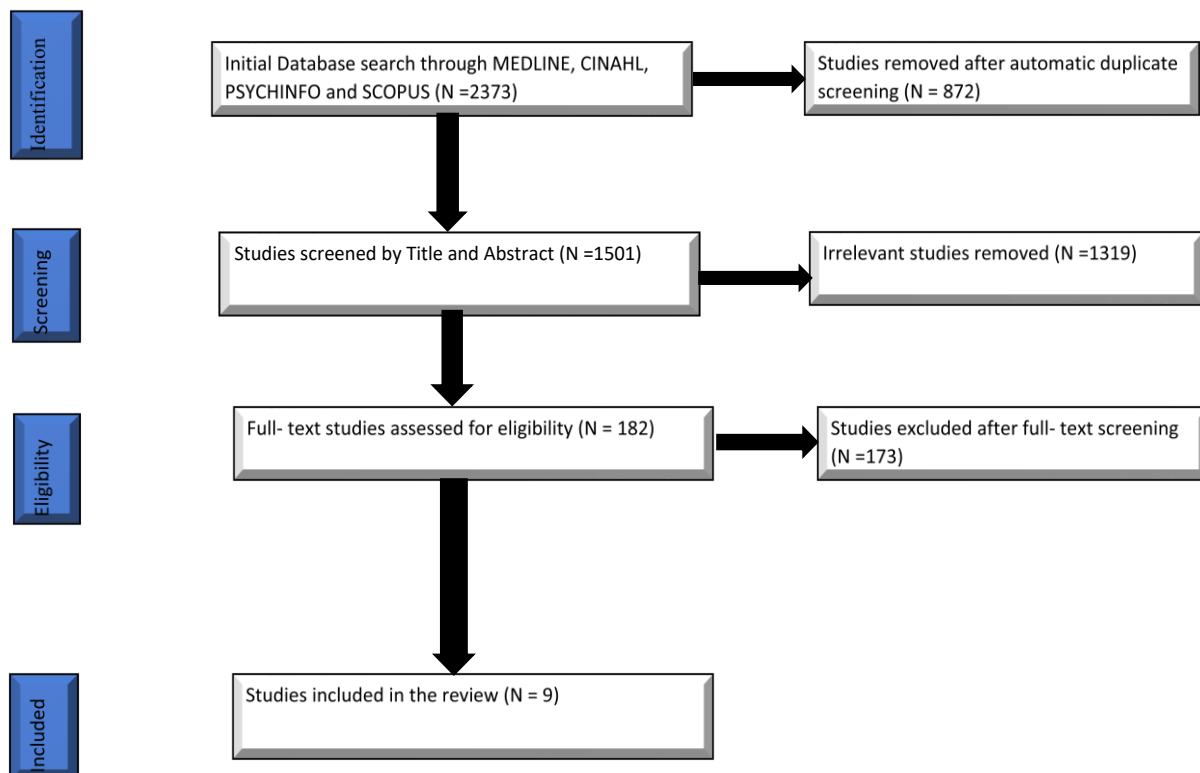 Identification
Initial Database search through MEDLINE, CINAHL,
PSYCHINFO and SCOPUS (N =2373)
Studies removed after automatic duplicate
screening (N = 872)
Screening
Studies screened by Title and Abstract (N =1501)
Irrelevant studies removed (N =1319)
Eligibility
Full- text studies assessed for eligibility (N = 182)
Studies excluded after full- text screening
(N =173)
Included
Studies included in the review (N = 9)